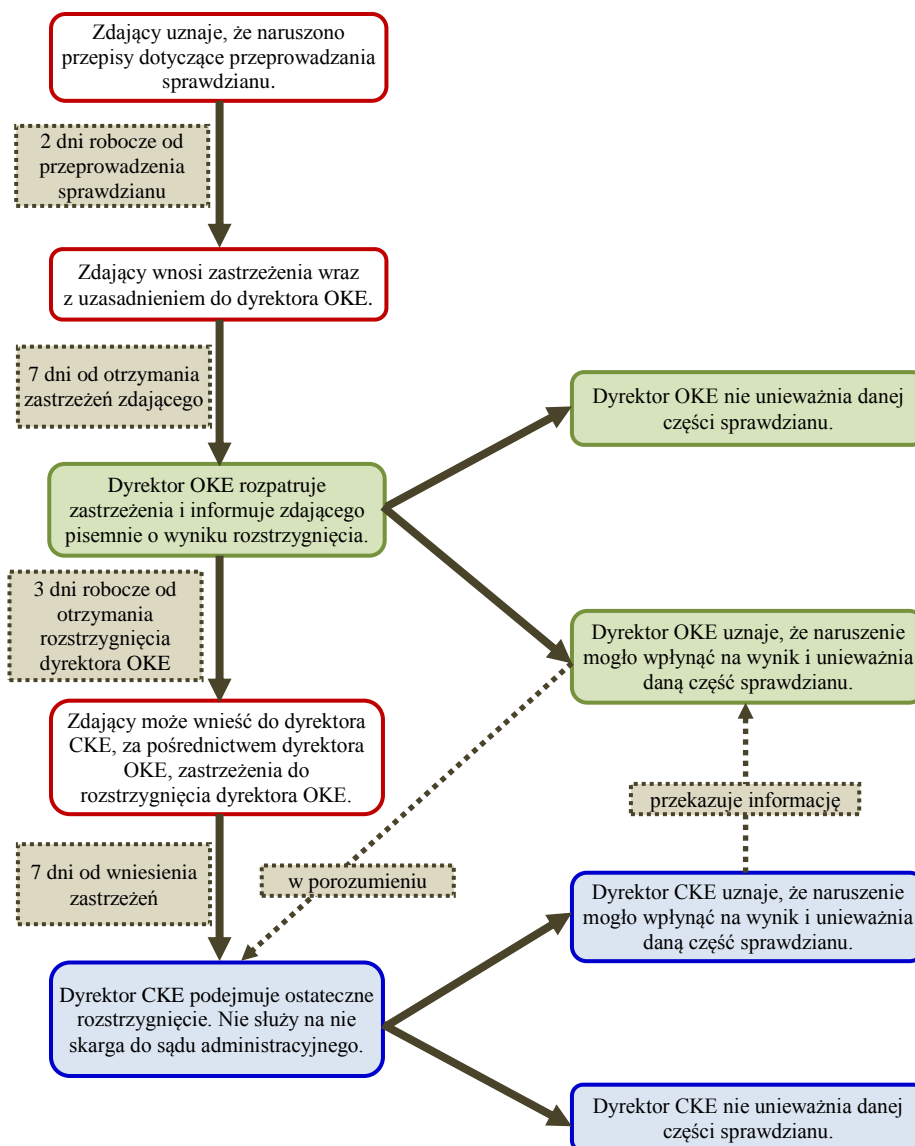 Zdający uznaje, że naruszono
przepisy dotyczące przeprowadzania
sprawdzianu.
2 dni robocze od
przeprowadzenia
sprawdzianu
Zdający wnosi zastrzeżenia wraz
z uzasadnieniem do dyrektora OKE.
7 dni od otrzymania
zastrzeżeń zdającego
Dyrektor OKE nie unieważnia danej
części sprawdzianu.
Dyrektor OKE rozpatruje
zastrzeżenia i informuje zdającego
pisemnie o wyniku rozstrzygnięcia.
3 dni robocze od
otrzymania
rozstrzygnięcia
dyrektora OKE
Dyrektor OKE uznaje, że naruszenie
mogło wpłynąć na wynik i unieważnia
daną część sprawdzianu.
Zdający może wnieść do dyrektora
CKE, za pośrednictwem dyrektora
OKE, zastrzeżenia do
rozstrzygnięcia dyrektora OKE.
przekazuje informację
7 dni od wniesienia
zastrzeżeń
w porozumieniu
Dyrektor CKE uznaje, że naruszenie
mogło wpłynąć na wynik i unieważnia
daną część sprawdzianu.
Dyrektor CKE podejmuje ostateczne
rozstrzygnięcie. Nie służy na nie
skarga do sądu administracyjnego.
Dyrektor CKE nie unieważnia danej
części sprawdzianu.